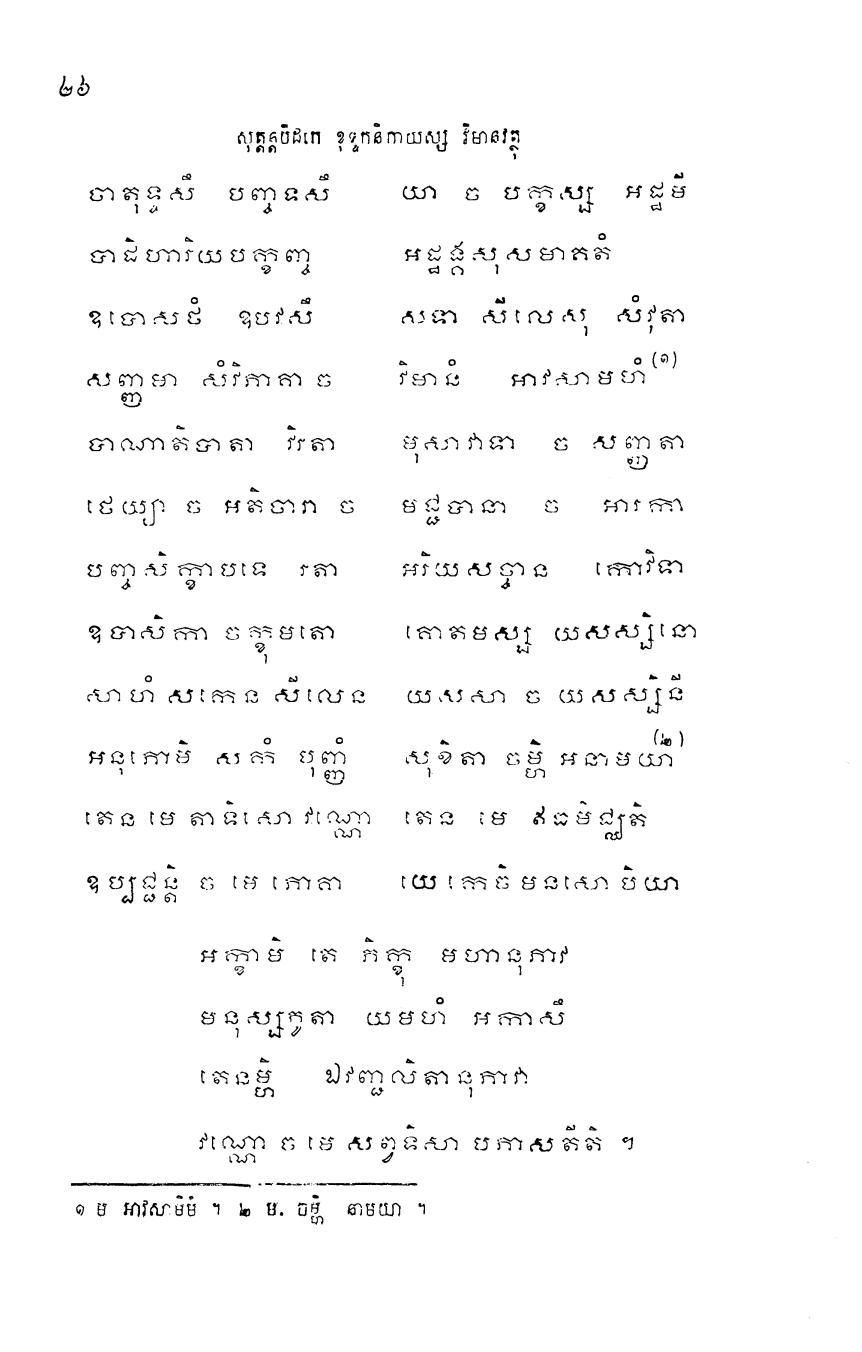 ២៦
សុត្តន្តបិដកេ ខុទ្ទកនិកាយស្ស វិមានវត្ថុ
ចាតុទ្ទសឹ បញ្ចទសឹ យា ច បក្ខស្ស អដ្ឋមី
បាដិហារិយបក្ខញ្ច អដ្ឋង្គសុសមាគតំ
ឧបោសថំ ឧបវសឹ សទា សីលេសុ សំវុតា
សញ្ញមា សំវិភាគា ច វិមានំ អាវសាមហំ(១)
បាណាតិបាតា វិរតា មុសាវាទា ច សញ្ញតា
ថេយ្យា ច អតិចារា ច មជ្ជបានា ច អារកា
បញ្ចសិក្ខាបទេ រតា អរិយសច្ចាន កោវិទា
ឧបាសិកា ចក្ខុមតោ គោតមស្ស យសស្សិនោ
សាហំ សកេន សីលេន យសសា ច យសស្សិនី
អនុភោមិ សកំ បុញ្ញំ សុខិតា ចម្ហិ អនាមយា(២)
តេន មេ តាទិសោ វណ្ណោ តេន មេ ឥធមិជ្ឈតិ
ឧប្បជ្ជន្តិ ច មេ ភោគា យេ កេចិ មនសោ បិយា
អក្ខាមិ តេ ភិក្ខុ មហានុភាវ
មនុស្សភូតា យមហំ អកាសឹ
តេនម្ហិ ឯវញ្ជលិតានុភាវា
វណ្ណោ ច មេ សព្វទិសា បភាសតីតិ ។
១ ម អាវសាមិមំ ។ ២ ម. ចម្ហិ នាមយា ។